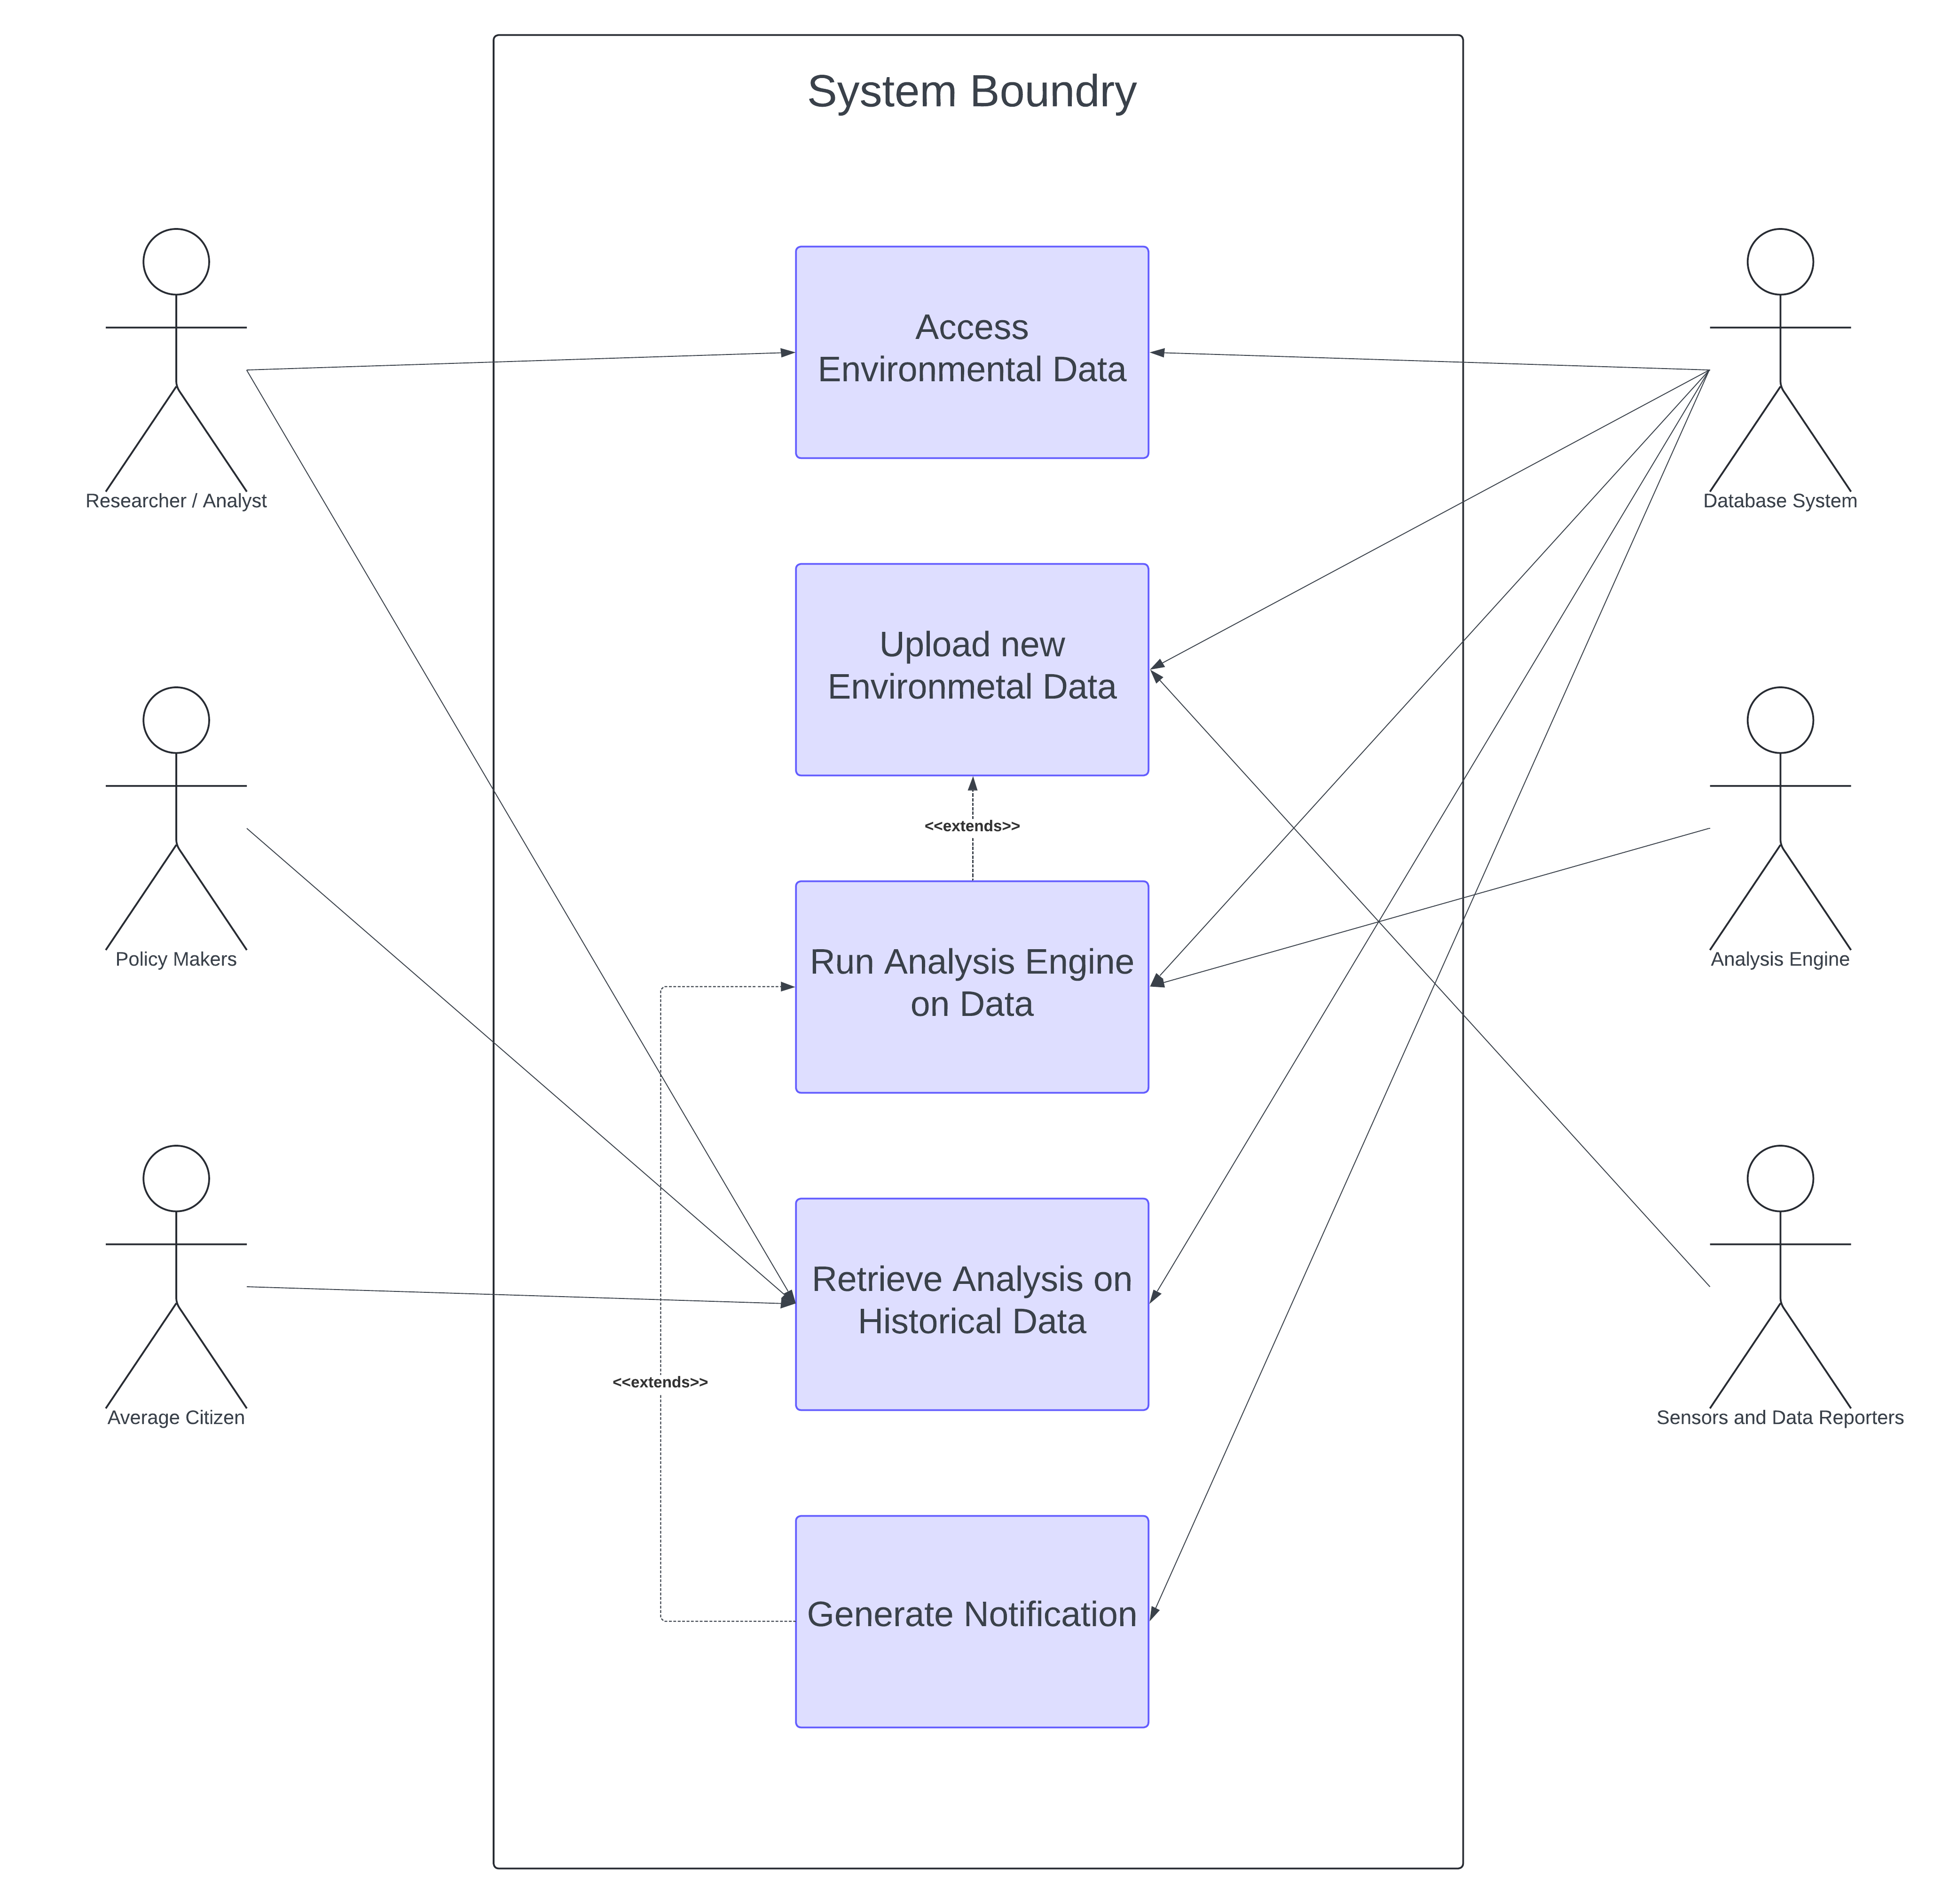 System Boundry
Access
Environmental Data
Researcher / Analyst
Database System
Upload new
Environmetal Data
<<extends>>
Run Analysis Engine
on Data
Policy Makers
Analysis Engine
Retrieve Analysis on
Historical Data
<<extends>>
Average Citizen
Sensors and Data Reporters
Generate Notification